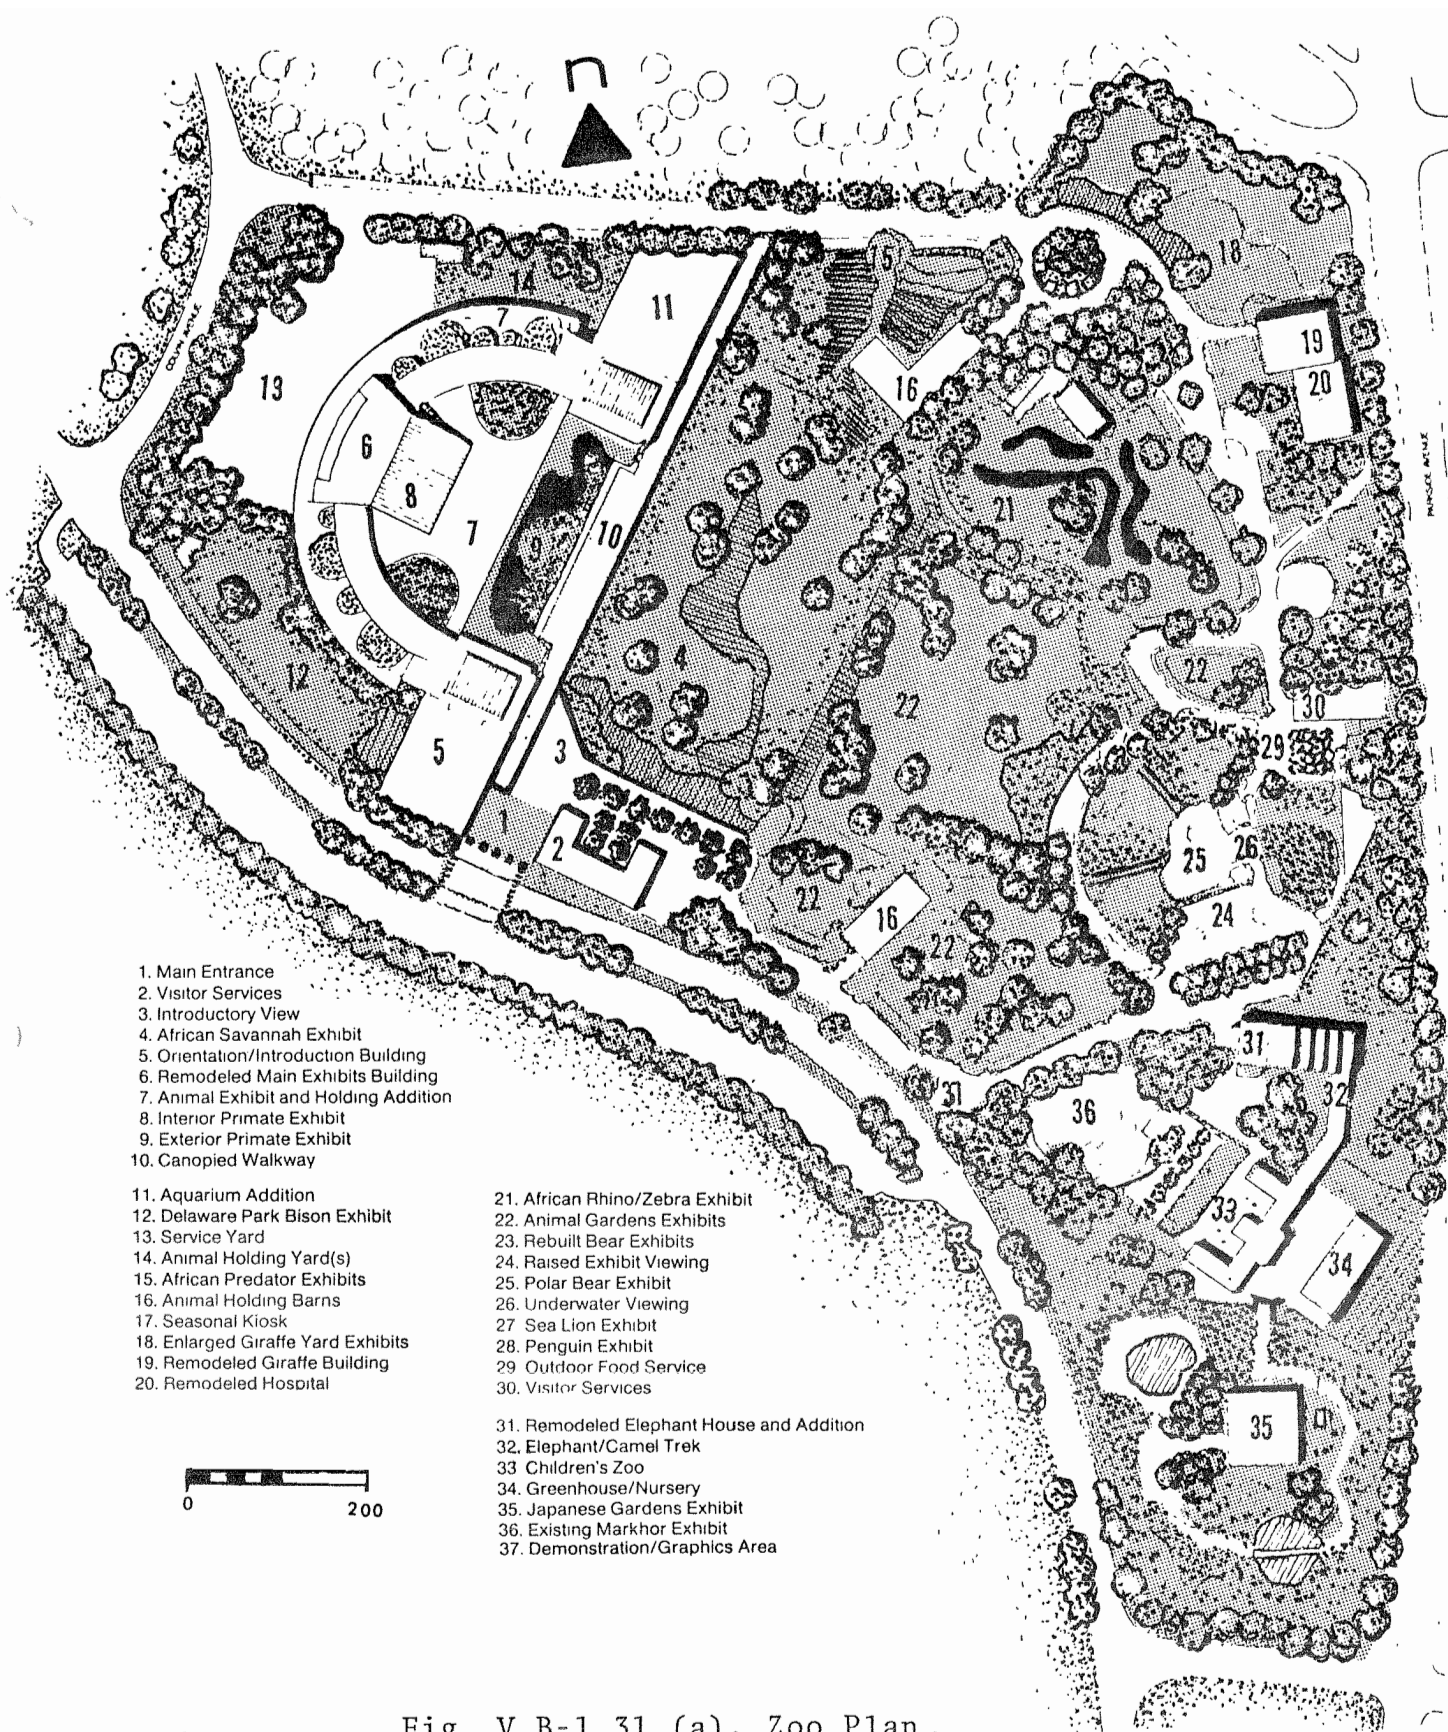 n
14
18
15
11
7
19
13
16
20
6
8
21
7
9
10
12
4
22
22
30
5
3
29
1
2
25
26
22
16
24
22
31
37
32
36
33
34
35
PARKSIDE AVENUE
1. Main Entrance
2. Visitor Services
3. Introductory View
4. African Savannah Exhibit
5. Orientation/Introduction Building
6. Remodeled Main Exhibits Building
7. Animal Exhibit and Holding Addition
8. Interior Primate Exhibit
9. Exterior Primate Exhibit
10. Canopied Walkway
11. Aquarium Addition
12. Delaware Park Bison Exhibit
13. Service Yard
14. Animal Holding Yard(s)
15. African Predator Exhibits
16. Animal Holding Barns
17. Seasonal Kiosk
18. Enlarged Giraffe Yard Exhibits
19. Remodeled Giraffe Building
20. Remodeled Hospital
21. African Rhino/Zebra Exhibit
22. Animal Gardens Exhibits
23. Rebuilt Bear Exhibits
24. Raised Exhibit Viewing
25. Polar Bear Exhibit
26. Underwater Viewing
27 Sea Lion Exhibit
28. Penguin Exhibit
29 Outdoor Food Service
30. Visitor Services
31. Remodeled Elephant House and Addition
32. Elephant/Camel Trek
33 Children's Zoo
34. Greenhouse/Nursery
35. Japanese Gardens Exhibit
36. Existing Markhor Exhibit
37. Demonstration/Graphics Area
0 200
Fig. V.B-1.31 (a). Zoo Plan.